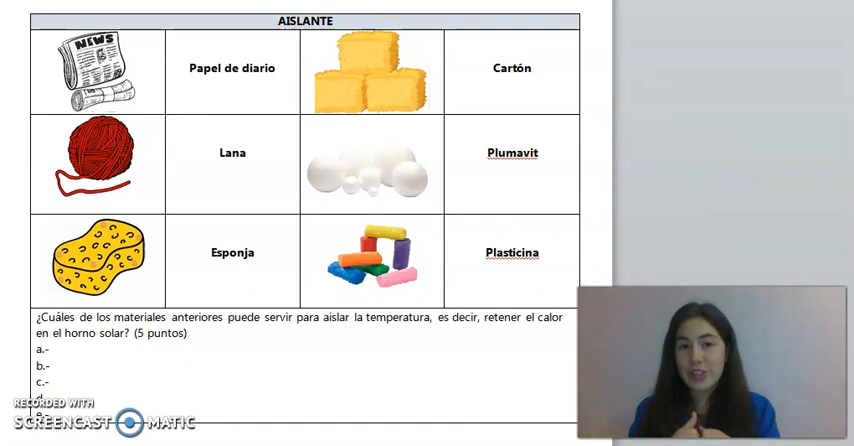 AISLANTE
NEWS
Papel de diario
Cartón
Lana
Plumavit
Esponja
Plasticina
¿Cuáles de los materiales anteriores puede servir para aislar la temperatura, es decir, retener el calor
en el horno solar? (5 puntos)
a.-
b.-
c.-
RECORDED WITH
SCREENCAST MATIC